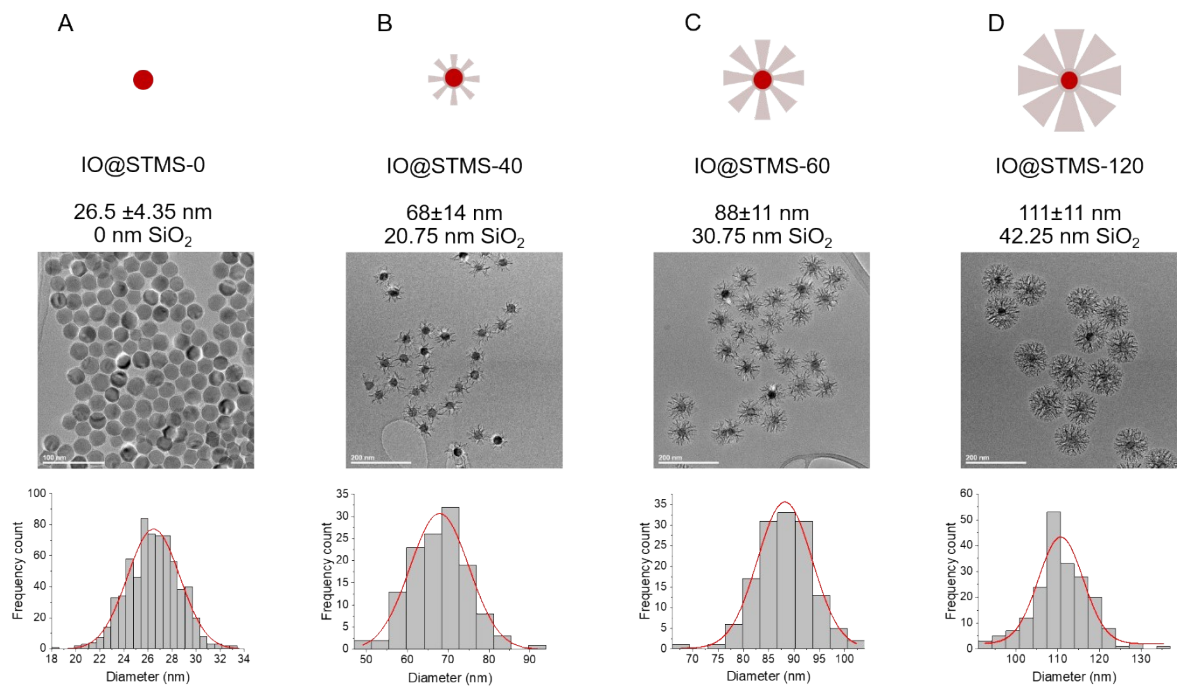 A
B
C
D
IO@STMS-0
IO@STMS-40
IO@STMS-60
IO@STMS-120
26.5 ±4.35 nm
0 nm SiO₂
68±14 nm
20.75 nm SiO₂
88±11 nm
30.75 nm SiO₂
111±11 nm
42.25 nm SiO₂
100 nm
200 nm
200 nm
200 nm
Frequency count
100
80
60
40
20
0
18 20 22 24 26 28 30 32 34
Diameter (nm)
Frequency count
35
30
25
20
15
10
5
0
50 60 70 80 90
Diameter (nm)
Frequency count
35
30
25
20
15
10
5
0
70 75 80 85 90 95 100
Diameter (nm)
Frequency count
60
50
40
30
20
10
0
100 110 120 130
Diameter (nm)